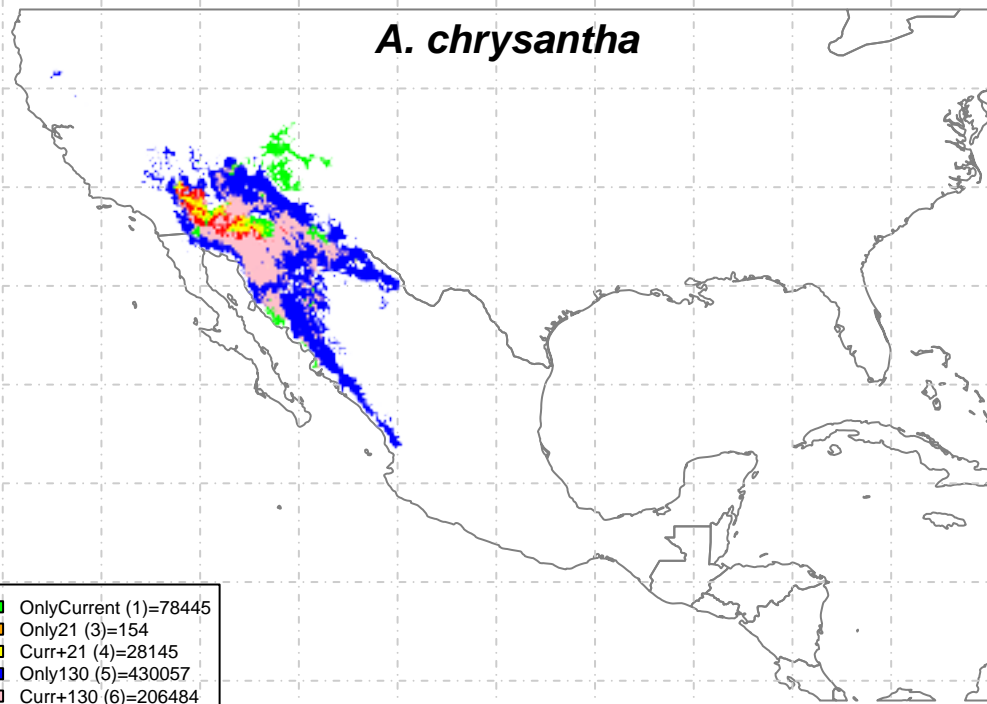 A. chrysantha
OnlyCurrent (1)=78445
Only21 (3)=154
Curr+21 (4)=28145
Only130 (5)=430057
Curr+130 (6)=206484